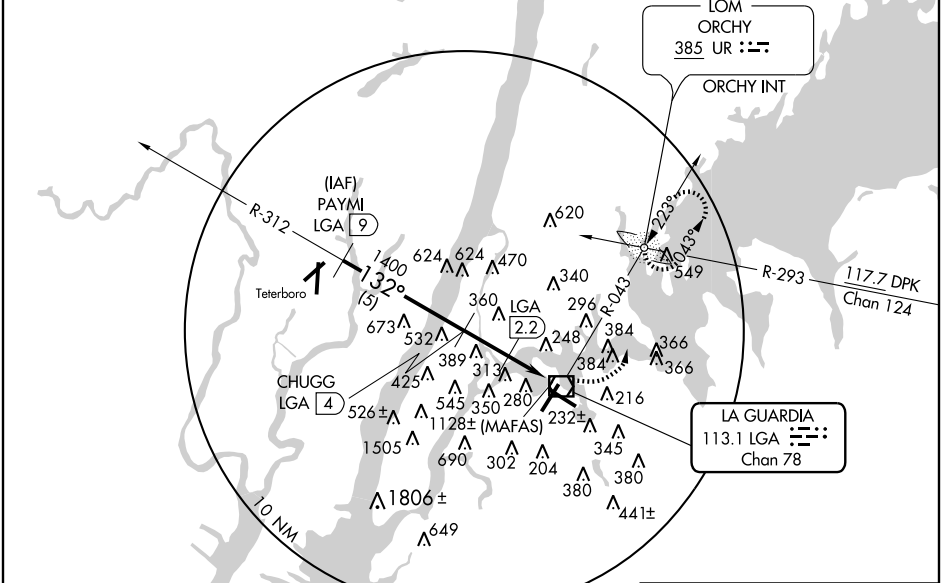 LOM
ORCHY
385 UR
ORCHY INT
(IAF)
PAYMI
LGA 9
R-312
620
223°
043°
549
R-293
117.7 DPK
Chan 124
1400
132°
(5)
Teterboro
624
624
470
340
360
LGA
2.2
296
R-043
673
532
248
384
384
366
366
389
313
CHUGG
LGA 4
425
545
350
280
216
526±
1128±
(MAFAS)
232±
LA GUARDIA
113.1 LGA
Chan 78
1505
690
302
204
345
380
380
1806±
441±
649
10 NM